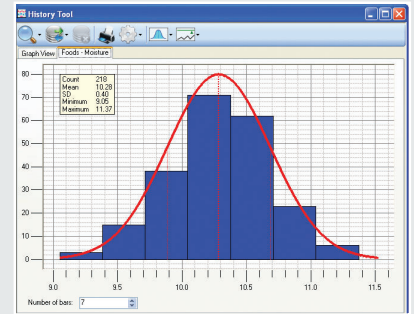 History Tool
Graph View Foods - Moisture
Count 218
Mean 10.28
SD 0.40
Minimum 9.05
Maximum 11.37
80
70
60
50
40
30
20
10
0
9.0 9.5 10.0 10.5 11.0 11.5
Number of bars: 7